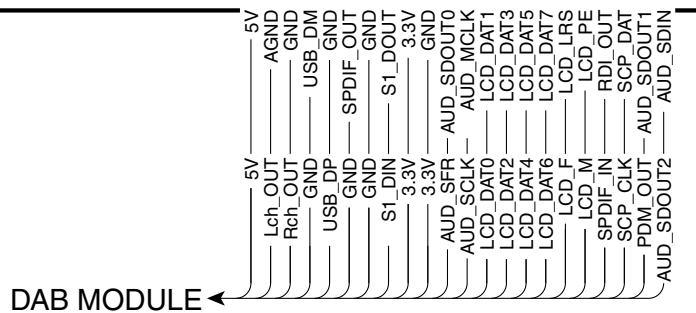 5V
AGND
GND
USB_DM
GND
SPDIF_OUT
GND
S1_DOUT
3.3V
GND
AUD_SDOUT0
AUD_MCLK
LCD_DAT1
LCD_DAT3
LCD_DAT5
LCD_DAT7
LCD_LRS
LCD_PE
RDI_OUT
SCP_DAT
AUD_SDOUT1
AUD_SDIN
5V
Lch_OUT
Rch_OUT
GND
USB_DP
GND
GND
S1_DIN
3.3V
3.3V
AUD_SFR
AUD_SCLK
LCD_DAT0
LCD_DAT2
LCD_DAT4
LCD_DAT6
LCD_F
LCD_M
SPDIF_IN
SCP_CLK
PDM_OUT
AUD_SDOUT2
DAB MODULE